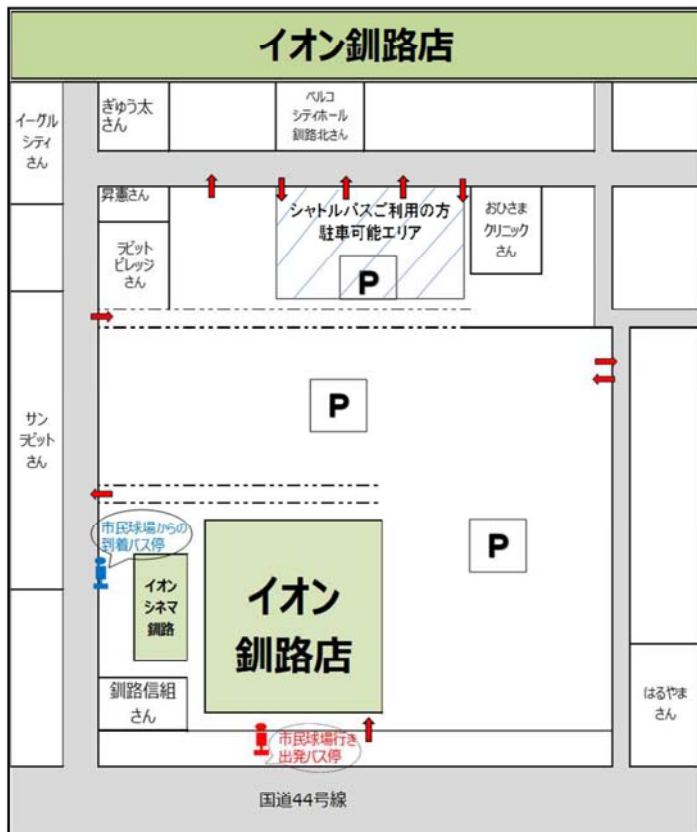 イオン釧路店
イーグル
シティ
さん
ぎゅう太
さん
ベルコ
シティホール
釧路北さん
昇憲さん
ラビット
ビレッジ
さん
シャトルバスご利用の方
駐車可能エリア
P
おひさま
クリニック
さん
サン
ラビット
さん
P
P
市民球場からの
到着バス停
イオン
シネマ
釧路
イオン
釧路店
釧路信組
さん
はるやま
さん
市民球場行き
出発バス停
国道44号線